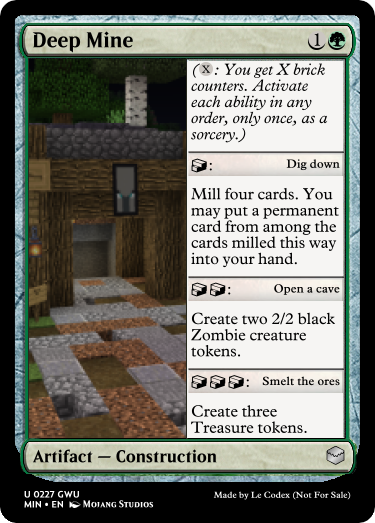 Deep Mine 1
(X: You get X brick
counters. Activate
each ability in any
order, only once, as a
sorcery.)
: Dig down
Mill four cards. You
may put a permanent
card from among the
cards milled this way
into your hand.
: Open a cave
Create two 2/2 black
Zombie creature
tokens.
: Smelt the ores
Create three
Treasure tokens.
Artifact — Construction
U 0227 GWU
MIN • EN Mojang Studios
Made by Le Codex (Not For Sale)